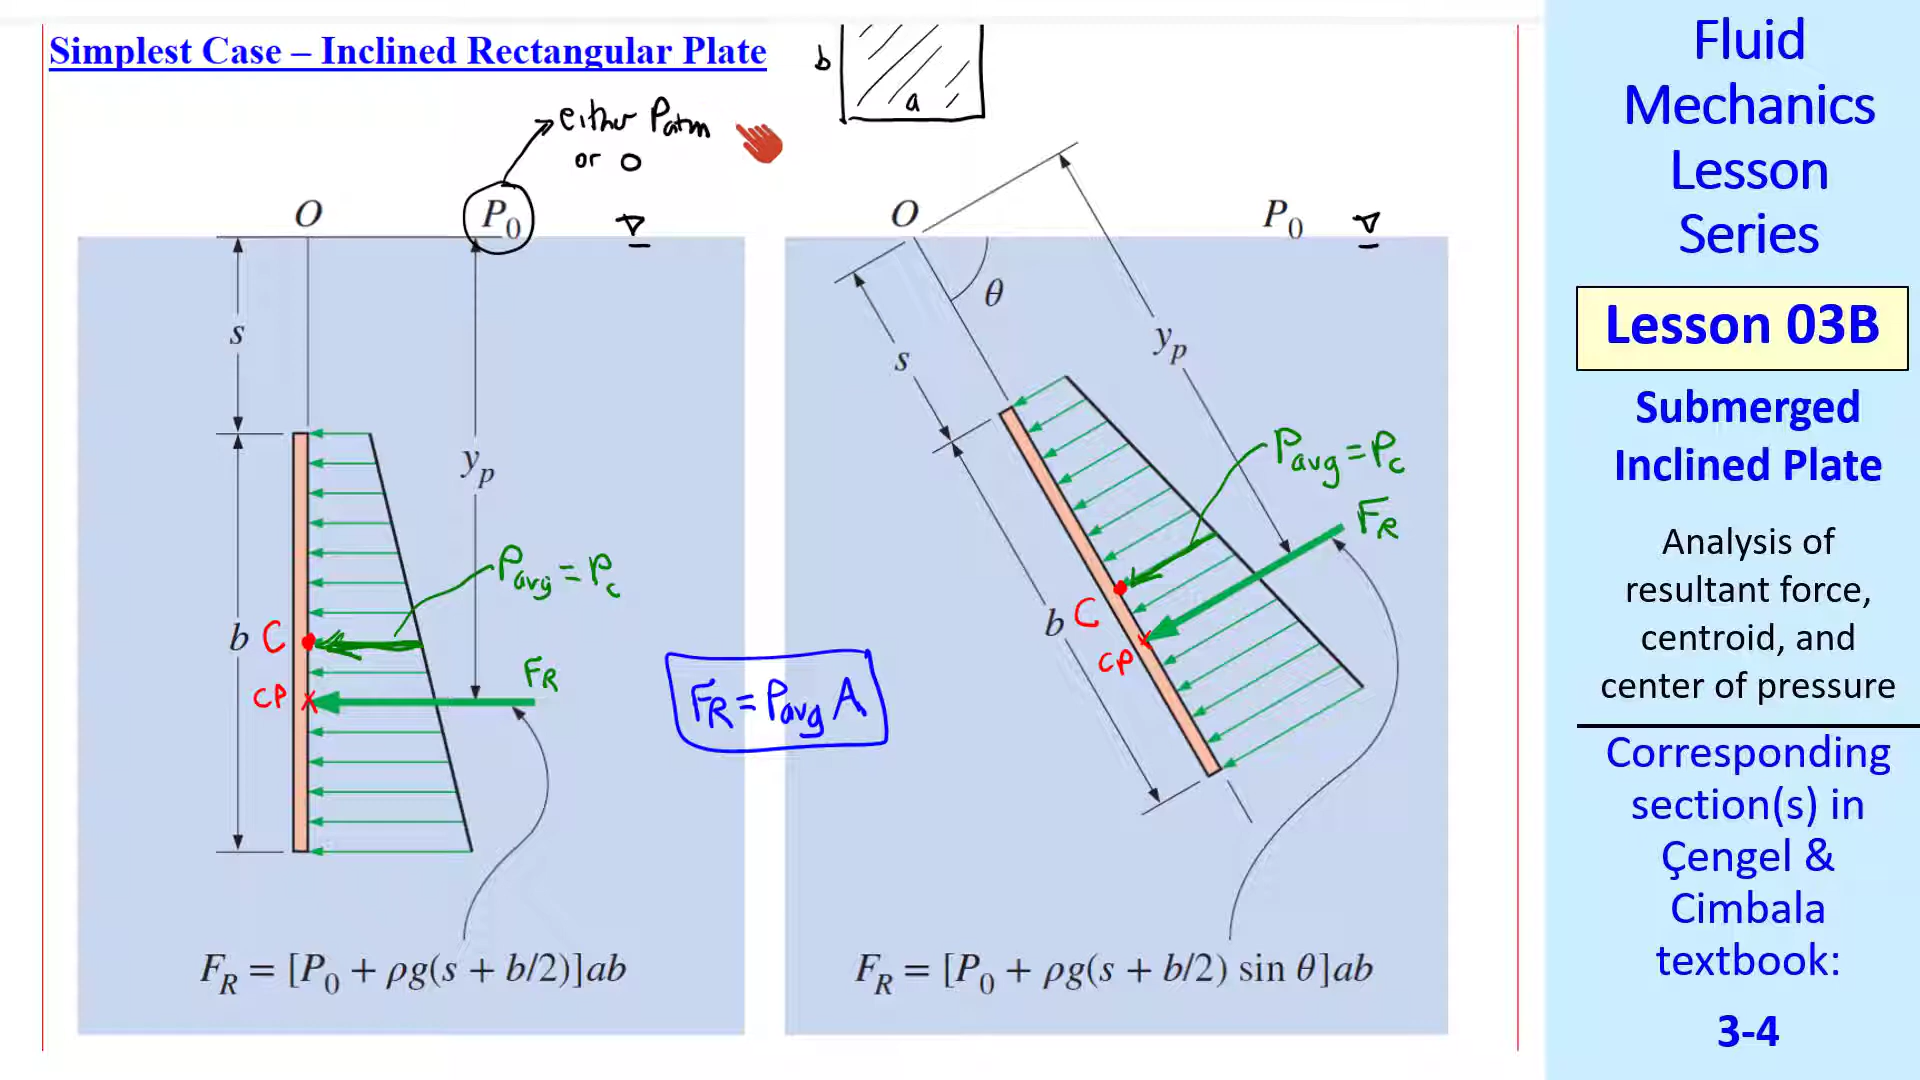 Simplest Case – Inclined Rectangular Plate
b
a
either Patm
or 0
O
P0
s
yp
b
C
Pavg = Pc
CP
FR
FR = [P0 + ρg(s + b/2)]ab
FR = Pavg A
O
P0
θ
s
yp
Pavg = Pc
FR
b
C
CP
FR = [P0 + ρg(s + b/2) sin θ]ab
Fluid
Mechanics
Lesson
Series
Lesson 03B
Submerged
Inclined Plate
Analysis of
resultant force,
centroid, and
center of pressure
Corresponding
section(s) in
Çengel &
Cimbala
textbook:
3-4